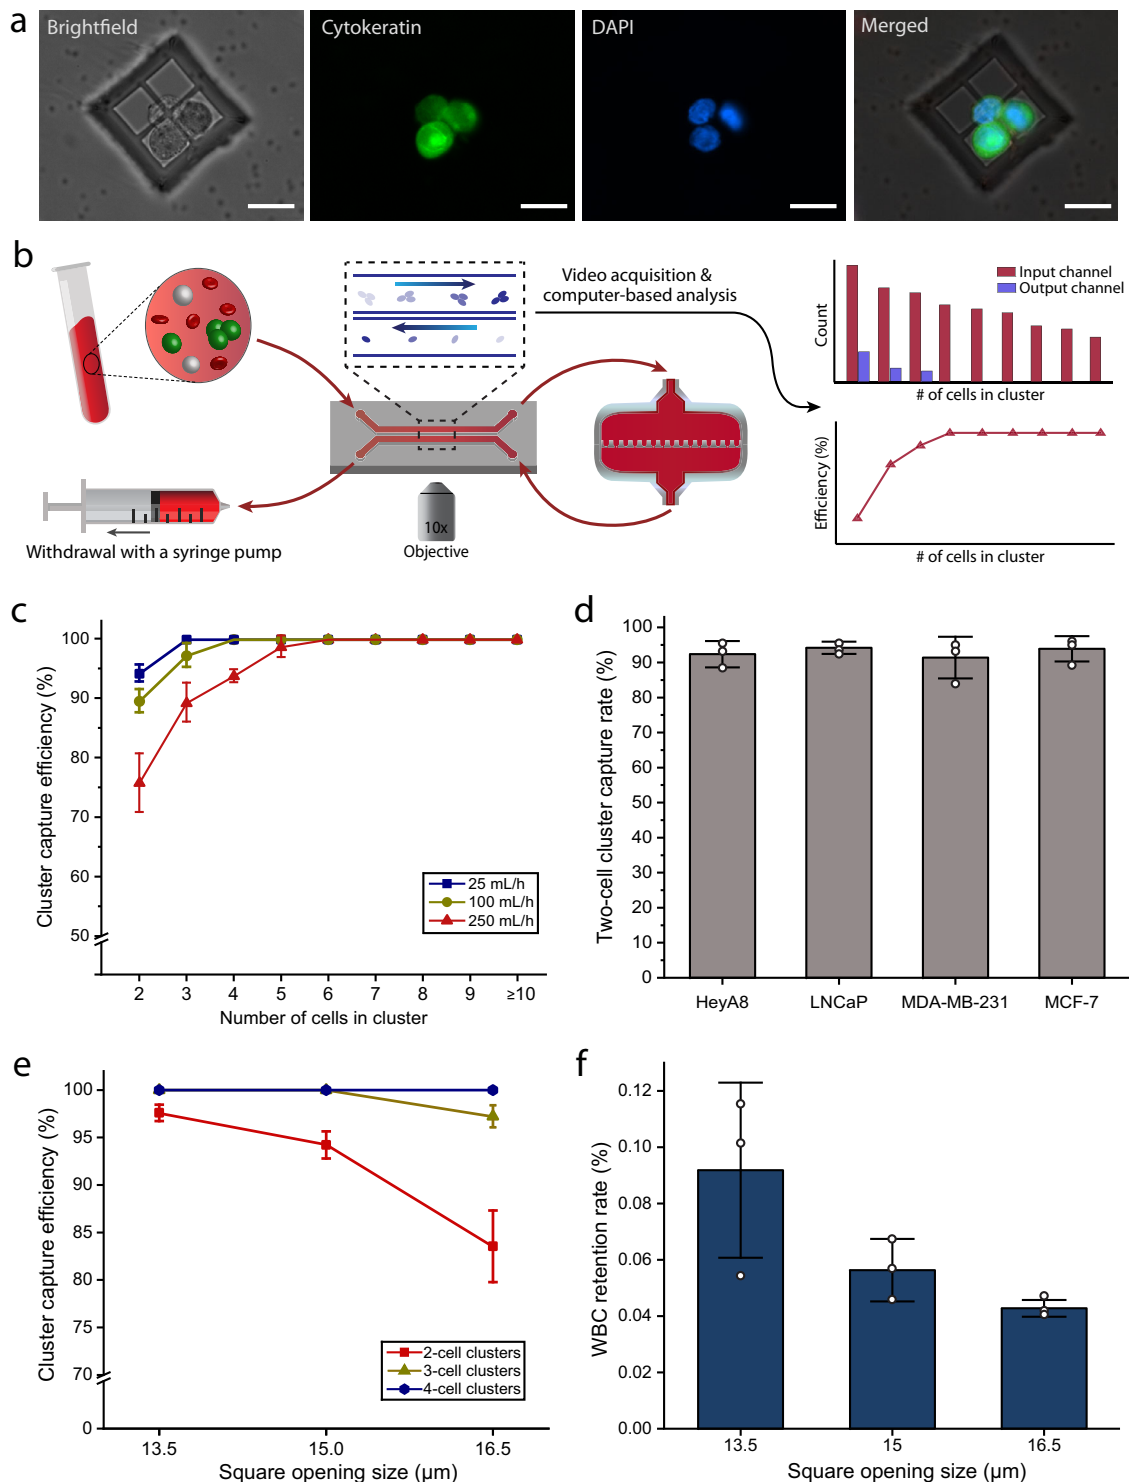 a
Brightfield
Cytokeratin
DAPI
Merged
b
Video acquisition &
computer-based analysis
10x
Objective
Withdrawal with a syringe pump
Count
Input channel
Output channel
# of cells in cluster
Efficiency (%)
# of cells in cluster
c
Cluster capture efficiency (%)
100
90
80
70
60
50
25 mL/h
100 mL/h
250 mL/h
2 3 4 5 6 7 8 9 ≥10
Number of cells in cluster
d
Two-cell cluster capture rate (%)
100
90
80
70
60
50
40
30
20
10
0
HeyA8 LNCaP MDA-MB-231 MCF-7
e
Cluster capture efficiency (%)
100
95
90
85
80
75
70
0
2-cell clusters
3-cell clusters
4-cell clusters
13.5 15.0 16.5
Square opening size (µm)
f
WBC retention rate (%)
0.12
0.10
0.08
0.06
0.04
0.02
0.00
13.5 15 16.5
Square opening size (µm)